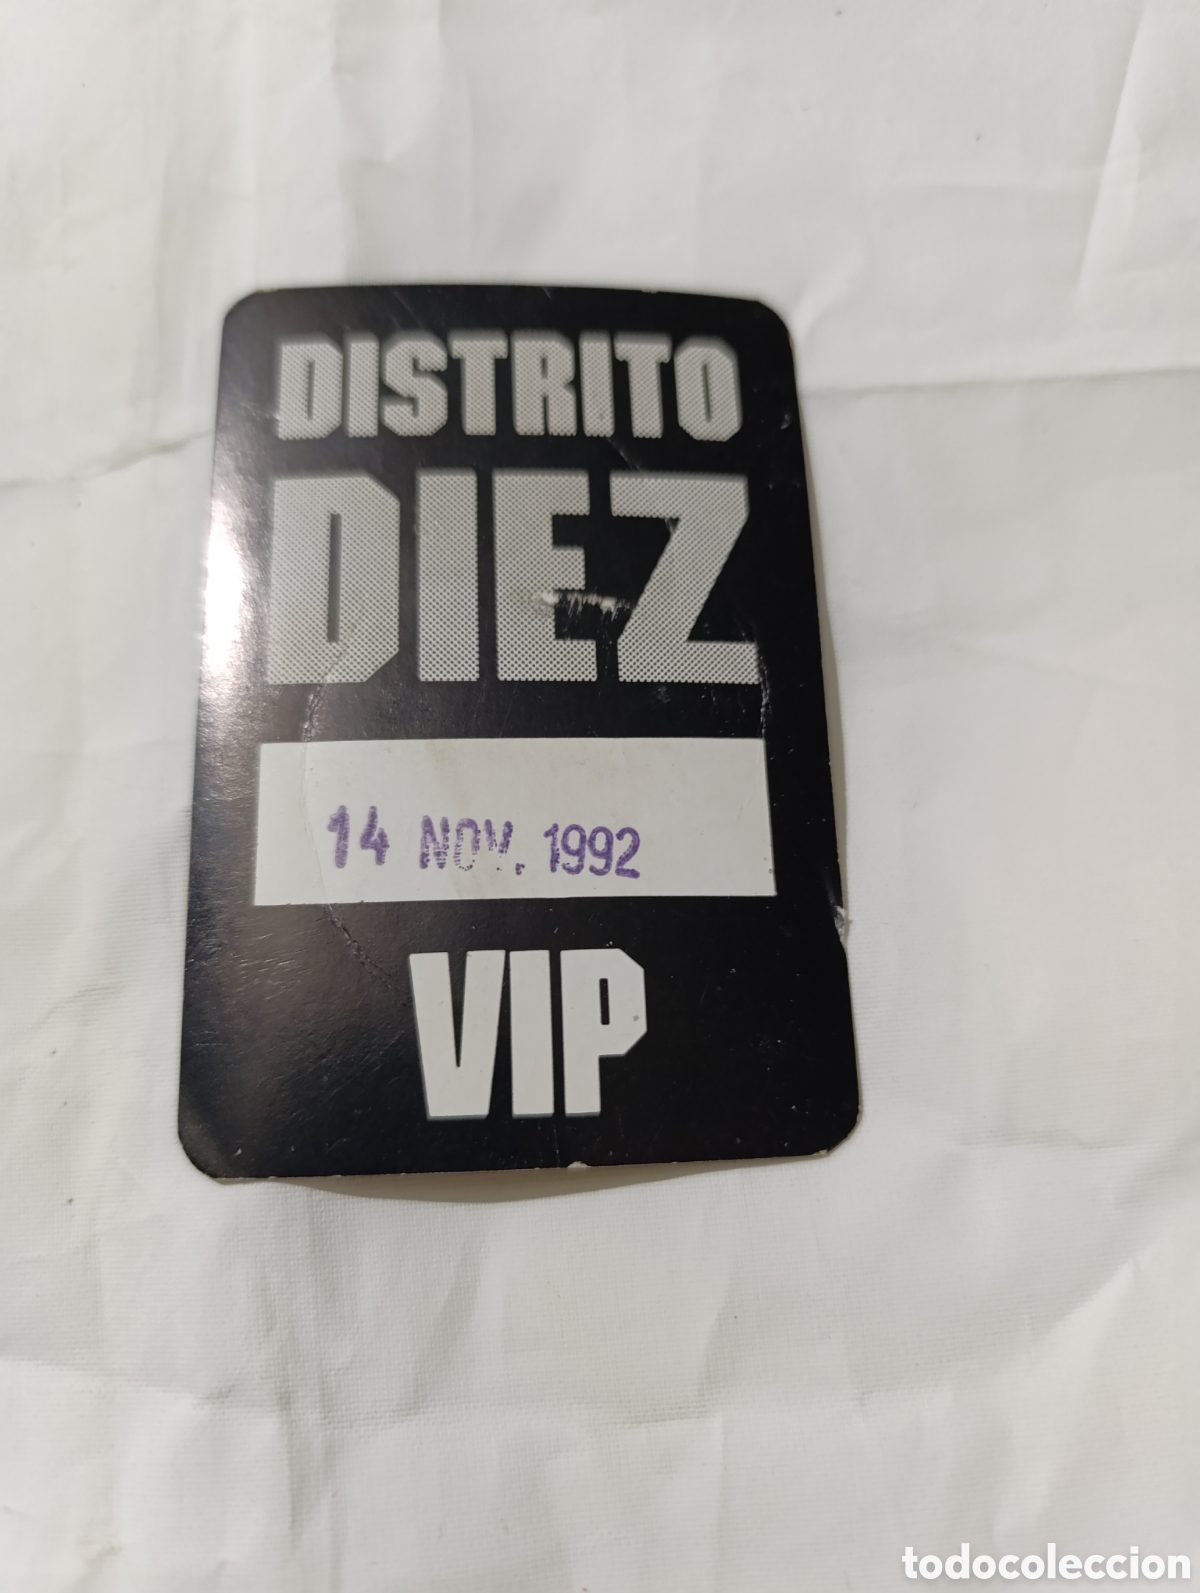 DISTRITO
DIEZ
14 NOV. 1992
VIP
todocoleccion